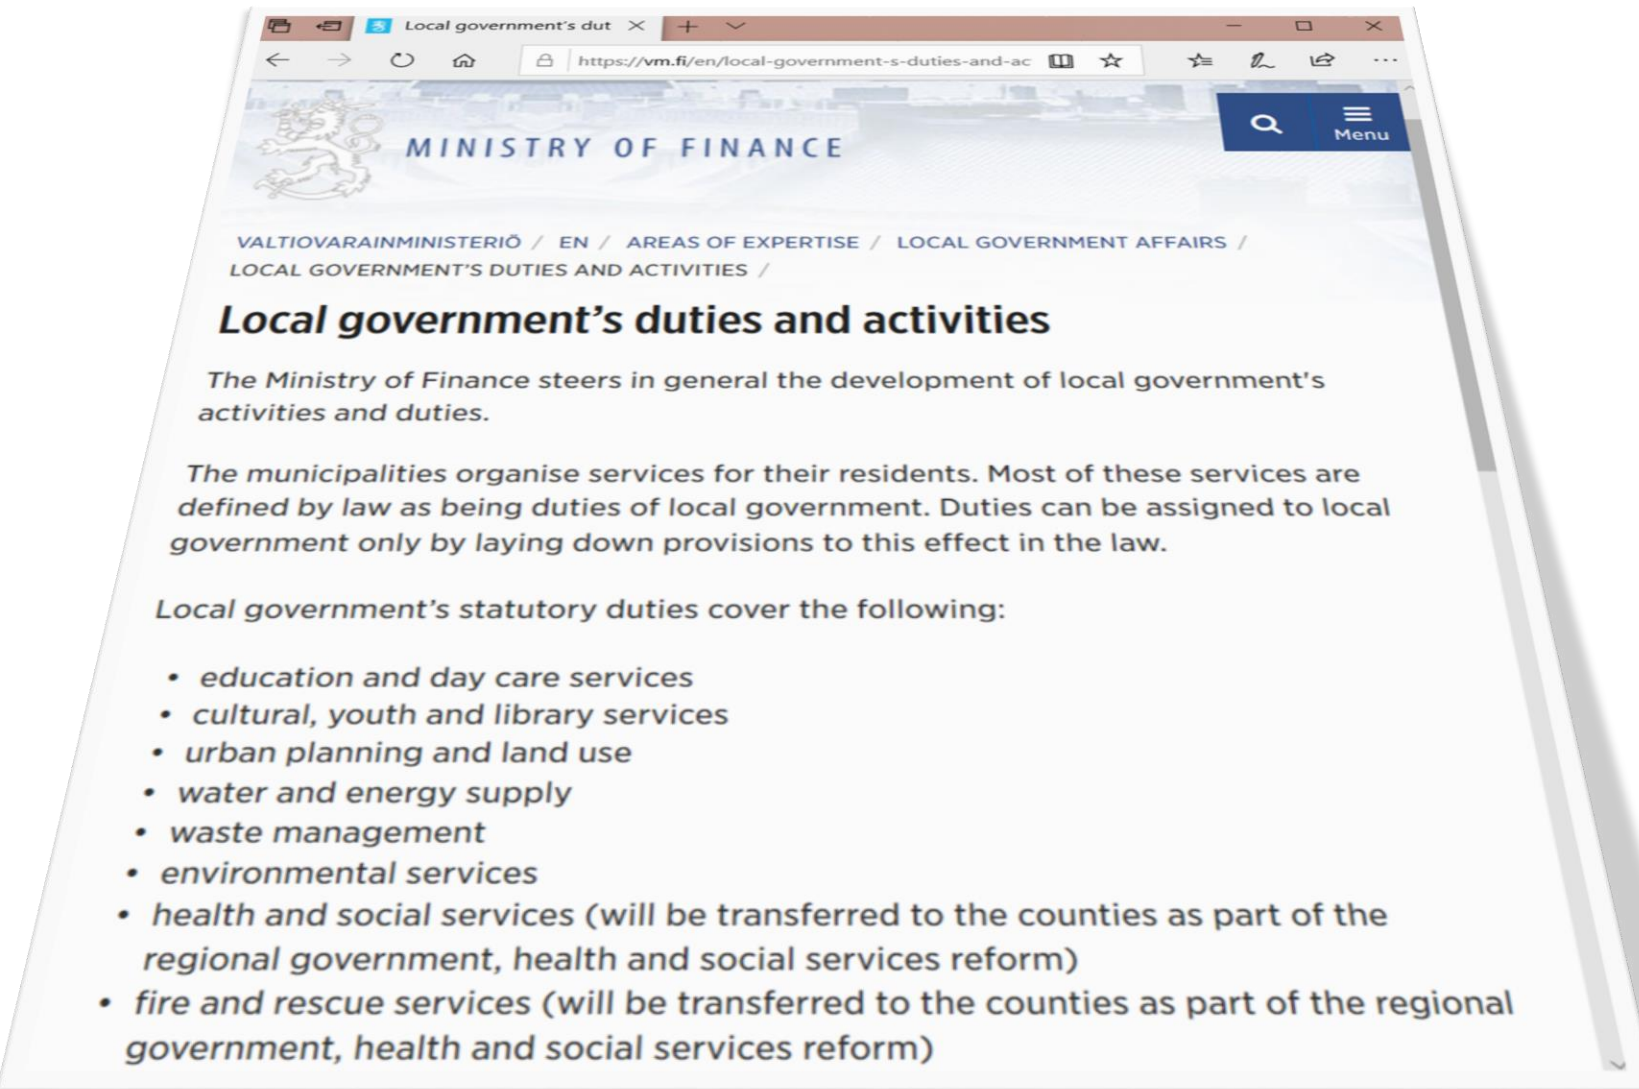 Local government's dut
https://vm.fi/en/local-government-s-duties-and-ac
MINISTRY OF FINANCE
Menu
VALTIOVARAINMINISTERIÖ / EN / AREAS OF EXPERTISE / LOCAL GOVERNMENT AFFAIRS /
LOCAL GOVERNMENT'S DUTIES AND ACTIVITIES /
Local government's duties and activities
The Ministry of Finance steers in general the development of local government's
activities and duties.
The municipalities organise services for their residents. Most of these services are
defined by law as being duties of local government. Duties can be assigned to local
government only by laying down provisions to this effect in the law.
Local government's statutory duties cover the following:
• education and day care services
• cultural, youth and library services
• urban planning and land use
• water and energy supply
• waste management
• environmental services
• health and social services (will be transferred to the counties as part of the
regional government, health and social services reform)
• fire and rescue services (will be transferred to the counties as part of the regional
government, health and social services reform)